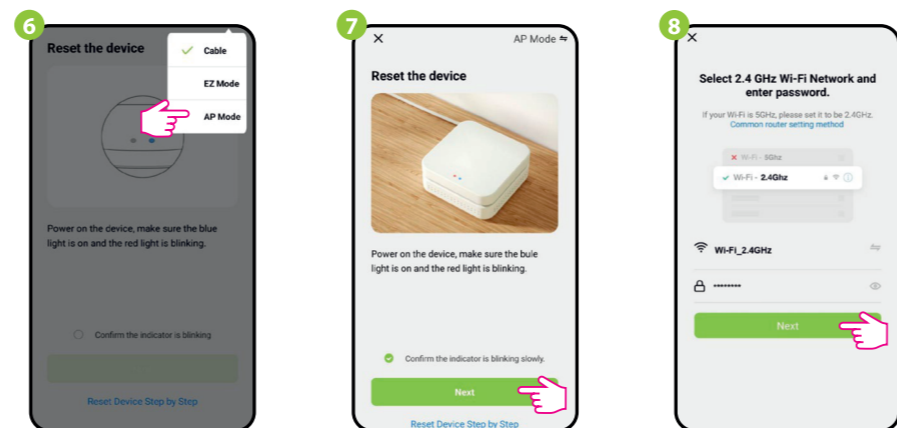 6
Reset the device
Cable
EZ Mode
AP Mode
Power on the device, make sure the blue
light is on and the red light is blinking.
Confirm the indicator is blinking
Reset Device Step by Step
7
AP Mode
Reset the device
Power on the device, make sure the buie
light is on and the red light is blinking.
Confirm the indicator is blinking slowly.
Next
Reset Device Step by Step
8
Select 2.4 GHz Wi-Fi Network and
enter password.
If your Wi-Fi is 5GHz, please set it to be 2.4GHz.
Common router setting method
Wi-Fi - 5Ghz
Wi-Fi - 2.4Ghz
Wi-Fi_2.4GHz
Next